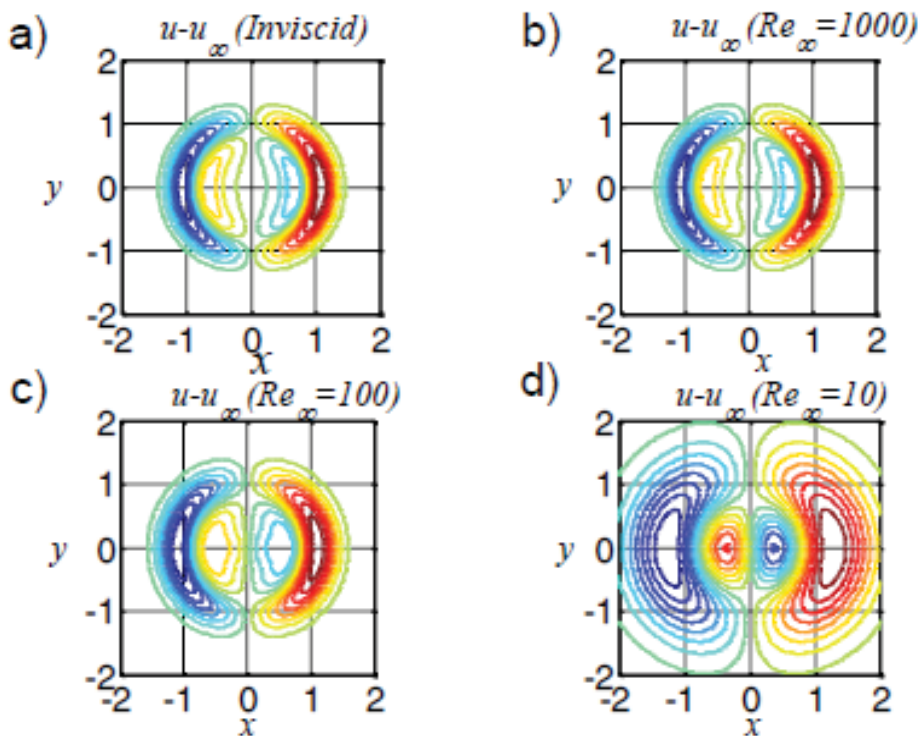 a) u-u∞ (Inviscid)
2
1
y 0
-1
-2
-2 -1 0 1 2
x
b) u-u∞ (Re∞=1000)
2
1
y 0
-1
-2
-2 -1 0 1 2
x
c) u-u∞ (Re∞=100)
2
1
y 0
-1
-2
-2 -1 0 1 2
x
d) u-u∞ (Re∞=10)
2
1
y 0
-1
-2
-2 -1 0 1 2
x